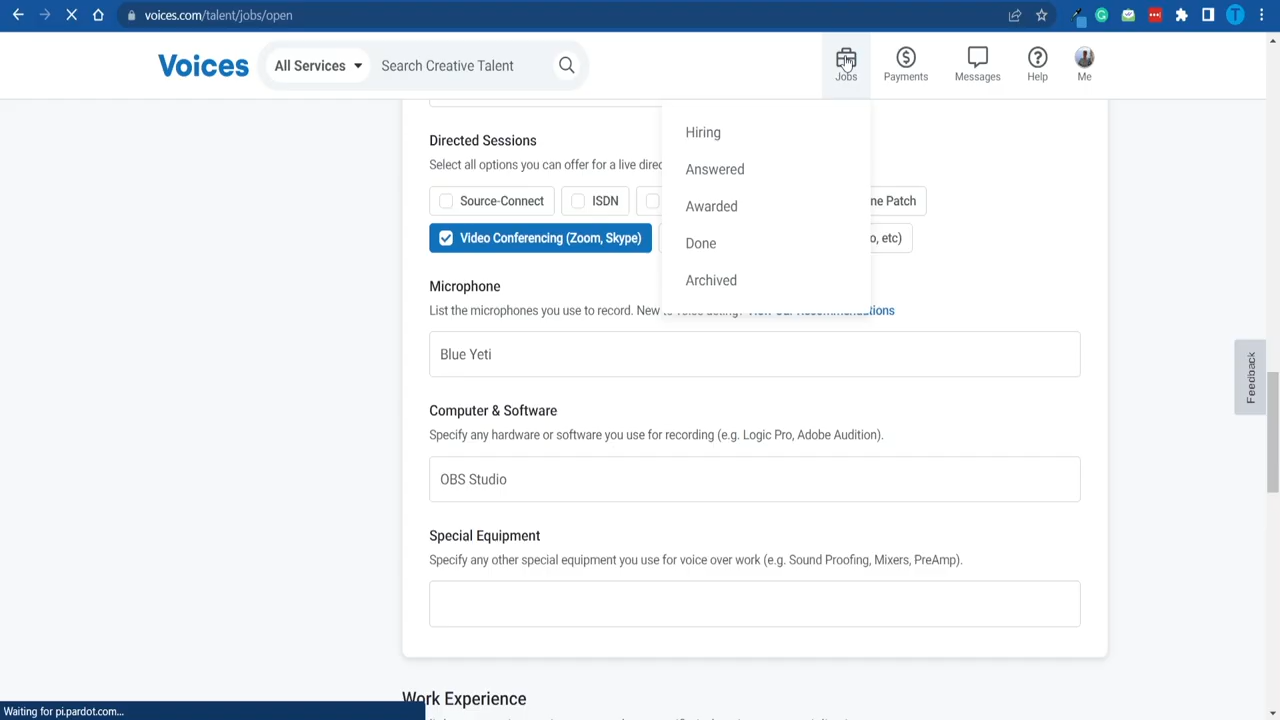 voices.com/talent/jobs/open
T
Voices
All Services
Search Creative Talent
Jobs
Payments
Messages
Help
Me
Hiring
Answered
Awarded
Done
Archived
Directed Sessions
Select all options you can offer for a live
Source-Connect
ISDN
ne Patch
Video Conferencing (Zoom, Skype)
o, etc)
Microphone
List the microphones you use to record. New
Blue Yeti
Computer & Software
Specify any hardware or software you use for recording (e.g. Logic Pro, Adobe Audition).
OBS Studio
Special Equipment
Specify any other special equipment you use for voice over work (e.g. Sound Proofing, Mixers, PreAmp).
Work Experience
Feedback
Waiting for pi.pardot.com...